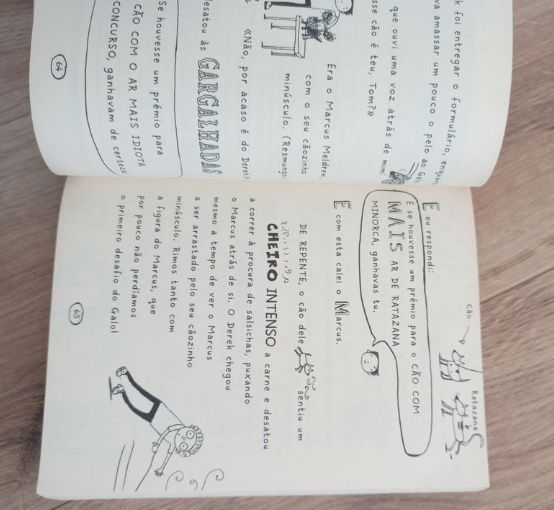 k foi entregar o formulário,
va amassar um pouco o pelo ao
que ouvi uma voz atrás de mim:
sse cão é teu, Tom?»
Era o Marcus Meldrew
com o seu cãozinho
minúsculo. (Resmungo
«Não, por acaso é do Derek
desatou às GARGALHADAS
Se houvesse um prémio para
CÃO COM O AR MAIS IDIOTA
CONCURSO, ganhavam de certeza
64
Cão
Ratazana
E eu respondi:
E se houvesse um prémio para o CÃO COM
MAIS AR DE RATAZANA
MINORCA, ganhavas tu.
E com esta calei o Marcus.
DE REPENTE, o cão dele sentiu um
CHEIRO INTENSO a carne e desatou
a correr à procura de salsichas, puxando
o Marcus atrás de si. O Derek chegou
mesmo a tempo de ver o Marcus
a ser arrastado pelo seu cãozinho
minúsculo. Rimos tanto com
a figura do Marcus, que
por pouco não perdíamos
o primeiro desafio do Galo!
65